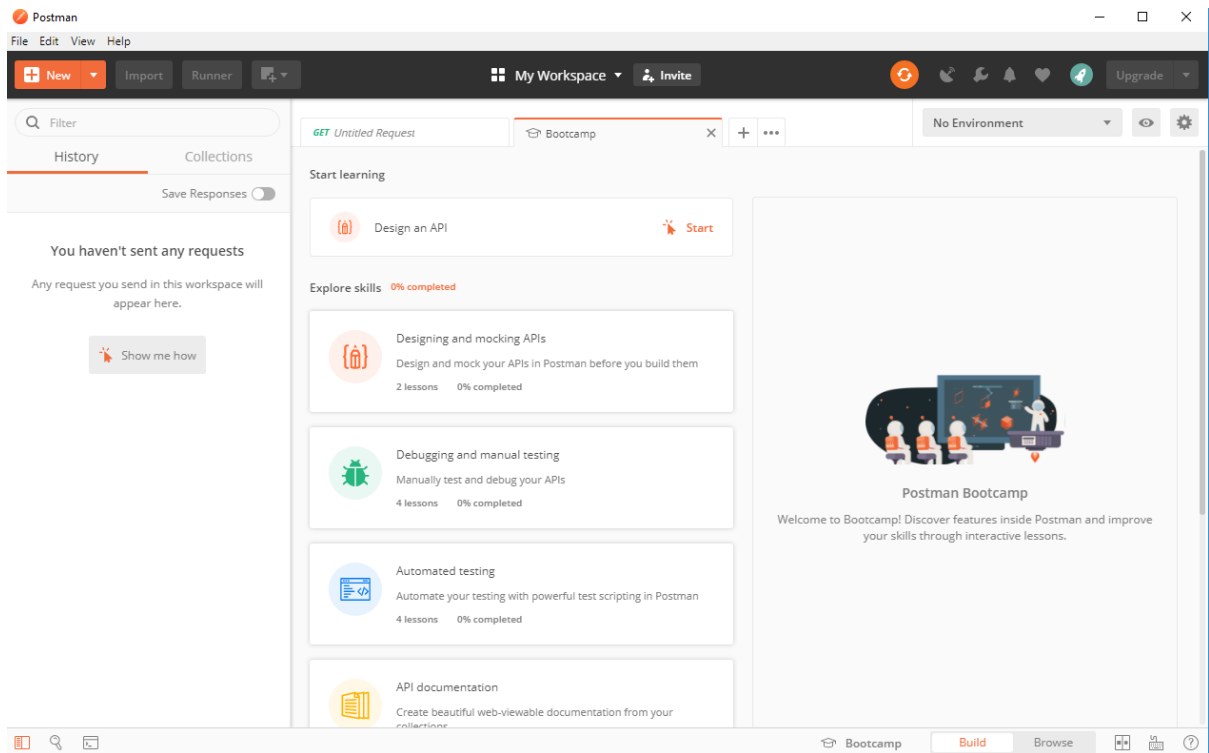 Postman
File Edit View Help
New Import Runner My Workspace Invite Upgrade
Filter
History Collections
Save Responses
You haven't sent any requests
Any request you send in this workspace will
appear here.
Show me how
GET Untitled Request Bootcamp
No Environment
Start learning
Design an API Start
Explore skills 0% completed
Designing and mocking APIs
Design and mock your APIs in Postman before you build them
2 lessons 0% completed
Debugging and manual testing
Manually test and debug your APIs
4 lessons 0% completed
Automated testing
Automate your testing with powerful test scripting in Postman
4 lessons 0% completed
API documentation
Create beautiful web-viewable documentation from your
collections
Postman Bootcamp
Welcome to Bootcamp! Discover features inside Postman and improve
your skills through interactive lessons.
Bootcamp Build Browse